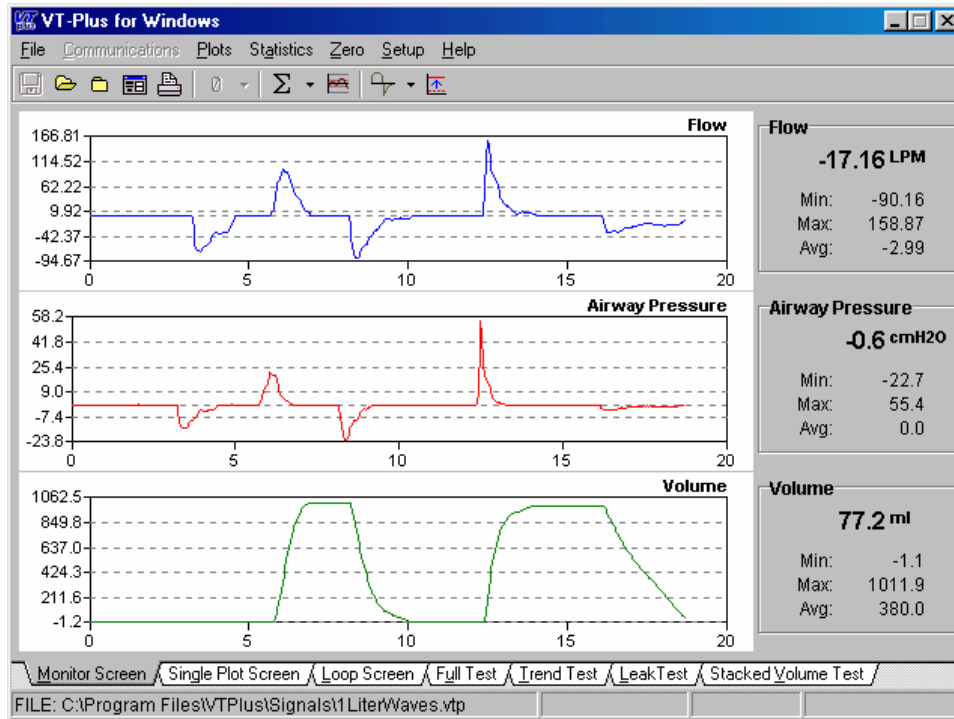 VT plus VT-Plus for Windows
File Communications Plots Statistics Zero Setup Help
0 Σ
Flow
166.81
114.52
62.22
9.92
-42.37
-94.67
0 5 10 15 20
Flow
-17.16 LPM
Min: -90.16
Max: 158.87
Avg: -2.99
Airway Pressure
58.2
41.8
25.4
9.0
-7.4
-23.8
0 5 10 15 20
Airway Pressure
-0.6 cmH2O
Min: -22.7
Max: 55.4
Avg: 0.0
Volume
1062.5
849.8
637.0
424.3
211.6
-1.2
0 5 10 15 20
Volume
77.2 ml
Min: -1.1
Max: 1011.9
Avg: 380.0
Monitor Screen Single Plot Screen Loop Screen Full Test Trend Test LeakTest Stacked Volume Test
FILE: C:\Program Files\VTPlus\Signals\1LiterWaves.vtp